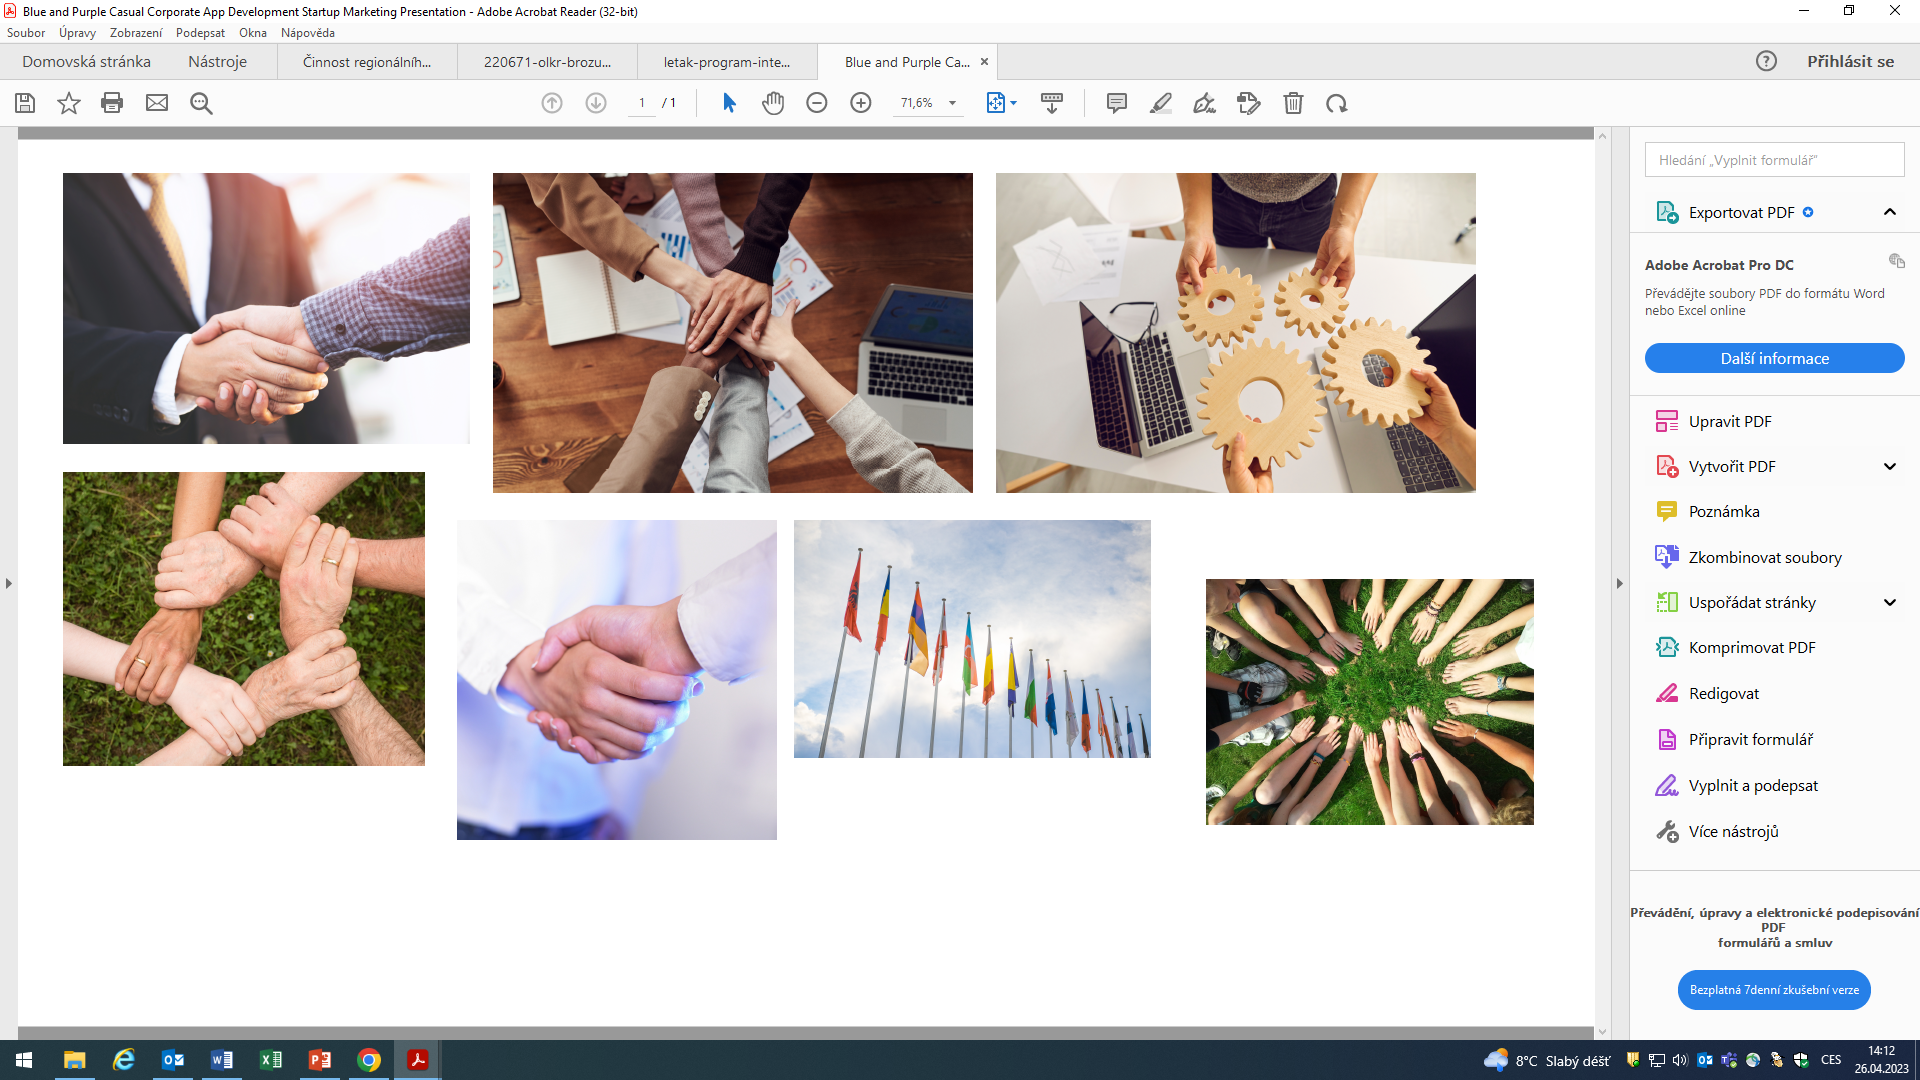 Blue and Purple Casual Corporate App Development Startup Marketing Presentation - Adobe Acrobat Reader (32-bit)
Soubor Úpravy Zobrazení Podepsat Okna Nápověda
Domovská stránka Nástroje Činnost regionálníh... 220671-olkr-brozu... letak-program-inte... Blue and Purple Ca... Přihlásit se
1 / 1 71,6%
Hledání „Vyplnit formulář“
Exportovat PDF
Adobe Acrobat Pro DC
Převádějte soubory PDF do formátu Word
nebo Excel online
Další informace
Upravit PDF
Vytvořit PDF
Poznámka
Zkombinovat soubory
Uspořádat stránky
Komprimovat PDF
Redigovat
Připravit formulář
Vyplnit a podepsat
Více nástrojů
Převádění, úpravy a elektronické podepisování
PDF
formulářů a smluv
Bezplatná 7denní zkušební verze
8°C Slabý déšť CES 14:12
26.04.2023